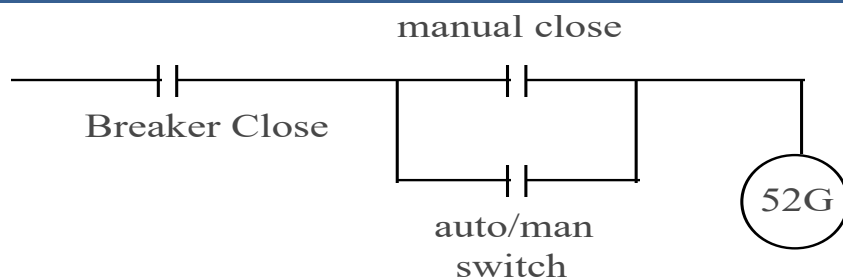 manual close
Breaker Close
52G
auto/man
switch